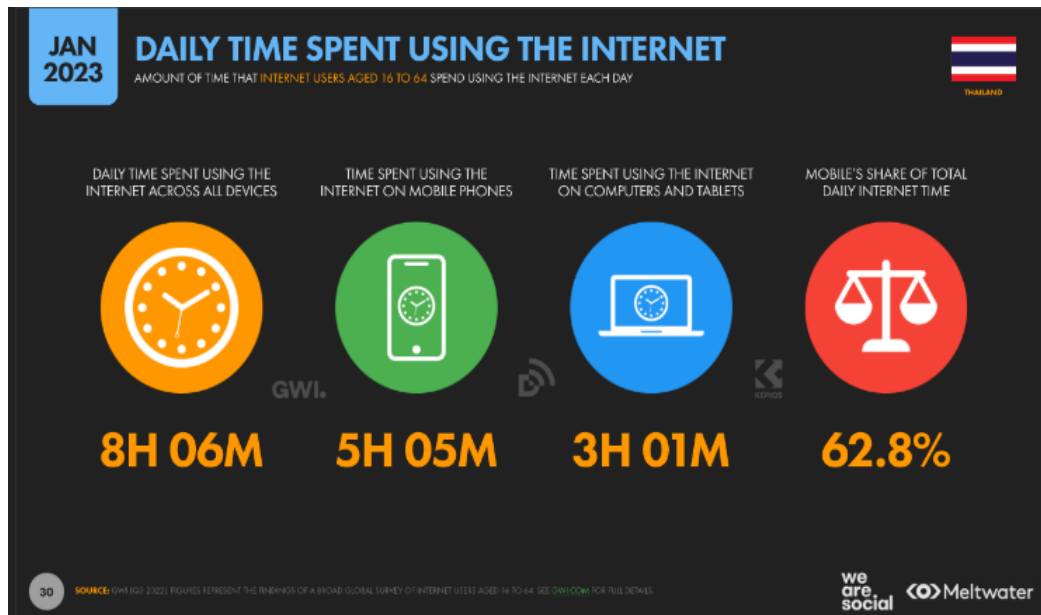 JAN
2023
DAILY TIME SPENT USING THE INTERNET
AMOUNT OF TIME THAT INTERNET USERS AGED 16 TO 64 SPEND USING THE INTERNET EACH DAY
THAILAND
DAILY TIME SPENT USING THE
INTERNET ACROSS ALL DEVICES
TIME SPENT USING THE
INTERNET ON MOBILE PHONES
TIME SPENT USING THE INTERNET
ON COMPUTERS AND TABLETS
MOBILE'S SHARE OF TOTAL
DAILY INTERNET TIME
GWI.
KEPIOS
8H 06M
5H 05M
3H 01M
62.8%
30
SOURCE: GWI (Q3 2022). FIGURES REPRESENT THE FINDINGS OF A BROAD GLOBAL SURVEY OF INTERNET USERS AGED 16 TO 64. SEE GWI.COM FOR FULL DETAILS.
we
are.
social
Meltwater